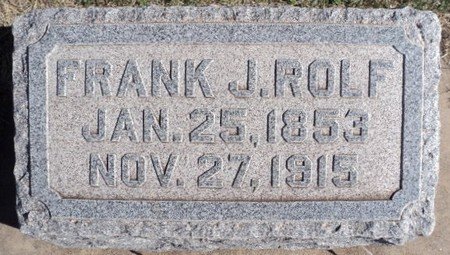 FRANK J. ROLF
JAN. 25, 1853
NOV. 27, 1915